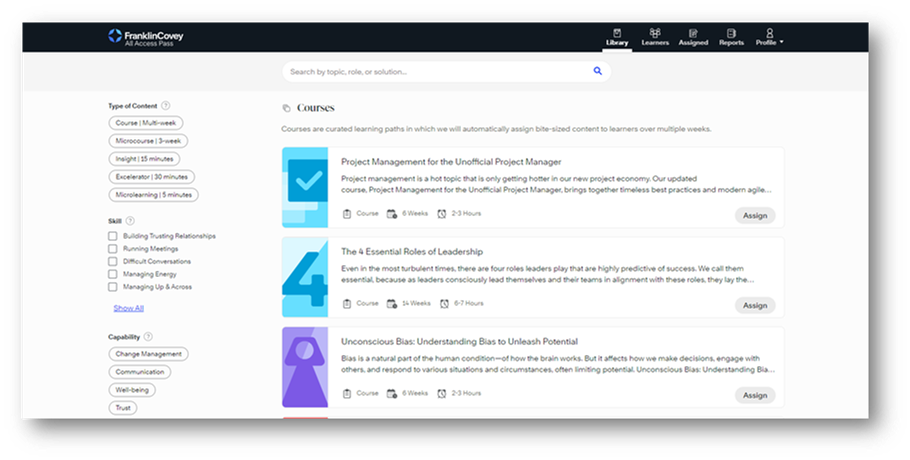 FranklinCovey
All Access Pass
Library
Learners
Assigned
Reports
Profile
Search by topic, role, or solution...
Type of Content ?
Course | Multi-week
Microcourse | 3-week
Insight | 15 minutes
Excelerator | 30 minutes
Microlearning | 5 minutes
Skill ?
Building Trusting Relationships
Running Meetings
Difficult Conversations
Managing Energy
Managing Up & Across
Show All
Capability ?
Change Management
Communication
Well-being
Trust
Courses
Courses are curated learning paths in which we will automatically assign bite-sized content to learners over multiple weeks.
Project Management for the Unofficial Project Manager
Project management is a hot topic that is only getting hotter in our new project economy. Our updated
course, Project Management for the Unofficial Project Manager, brings together timeless best practices and modern agile...
Course 6 Weeks 2-3 Hours
Assign
4
The 4 Essential Roles of Leadership
Even in the most turbulent times, there are four roles leaders play that are highly predictive of success. We call them
essential, because as leaders consciously lead themselves and their teams in alignment with these roles, they lay the...
Course 14 Weeks 6-7 Hours
Assign
Unconscious Bias: Understanding Bias to Unleash Potential
Bias is a natural part of the human condition—of how the brain works. But it affects how we make decisions, engage with
others, and respond to various situations and circumstances, often limiting potential. Unconscious Bias: Understanding Bia...
Course 6 Weeks 2-3 Hours
Assign